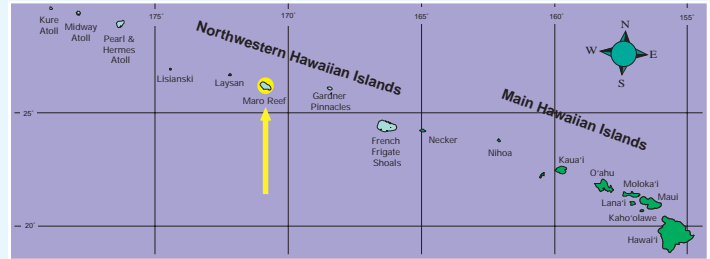 175˚
170˚
165˚
160˚
155˚
Kure
Atoll
Midway
Atoll
Pearl &
Hermes
Atoll
Northwestern Hawaiian Islands
N
W
E
S
Lisianski
Laysan
Maro Reef
Gardner
Pinnacles
Main Hawaiian Islands
25˚
French
Frigate
Shoals
Necker
Nihoa
Kaua'i
O'ahu
Moloka'i
Lana'i
Maui
Kaho'olawe
20˚
Hawai'i